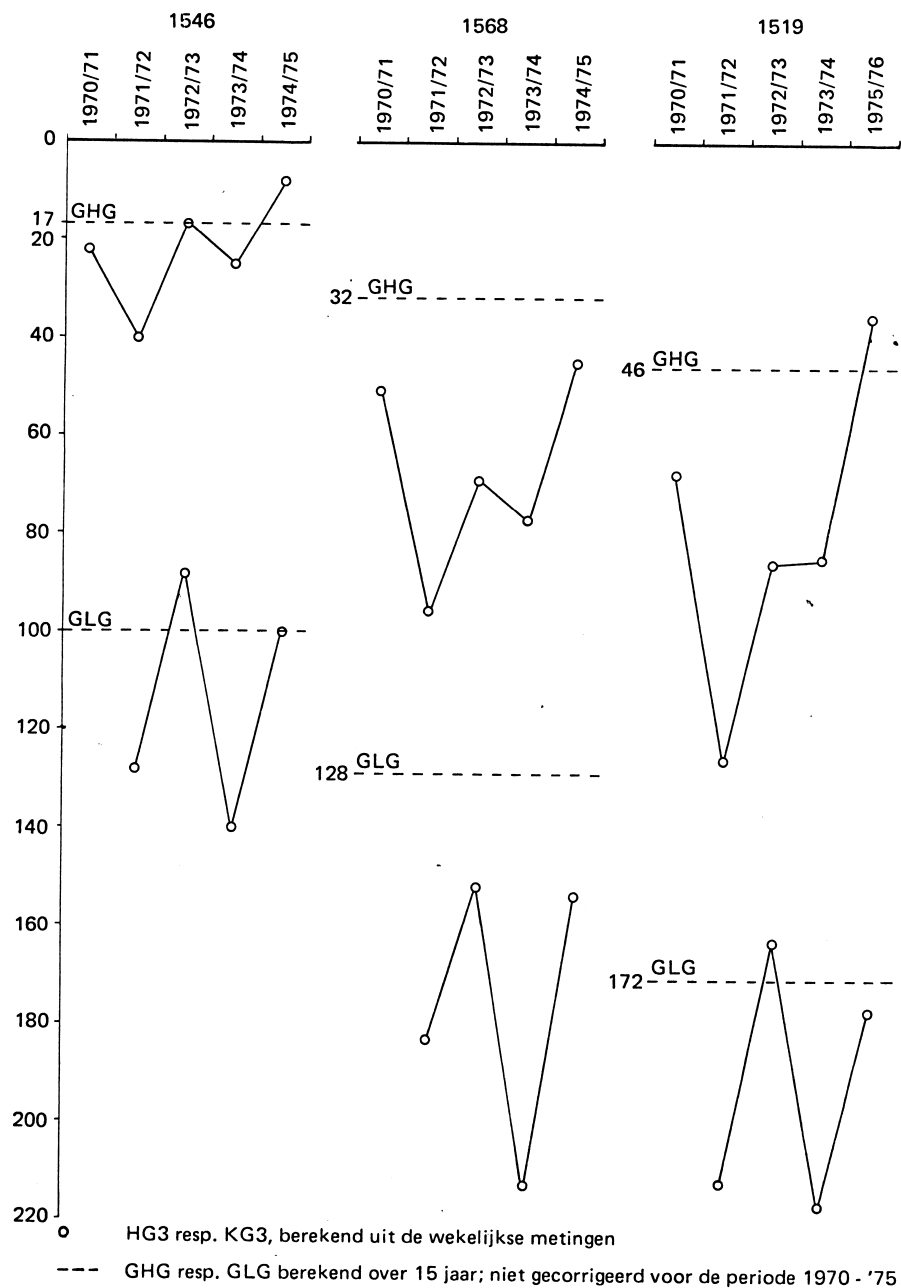 1546 1568 1519
1970/71 1971/72 1972/73 1973/74 1974/75 1970/71 1971/72 1972/73 1973/74 1974/75 1970/71 1971/72 1972/73 1973/74 1975/76
0
17 GHG
20
32 GHG
40
46 GHG
60
80
100 GLG
120
128 GLG
140
160
172 GLG
180
200
220
o HG3 resp. KG3, berekend uit de wekelijkse metingen
--- GHG resp. GLG berekend over 15 jaar; niet gecorrigeerd voor de periode 1970 - '75